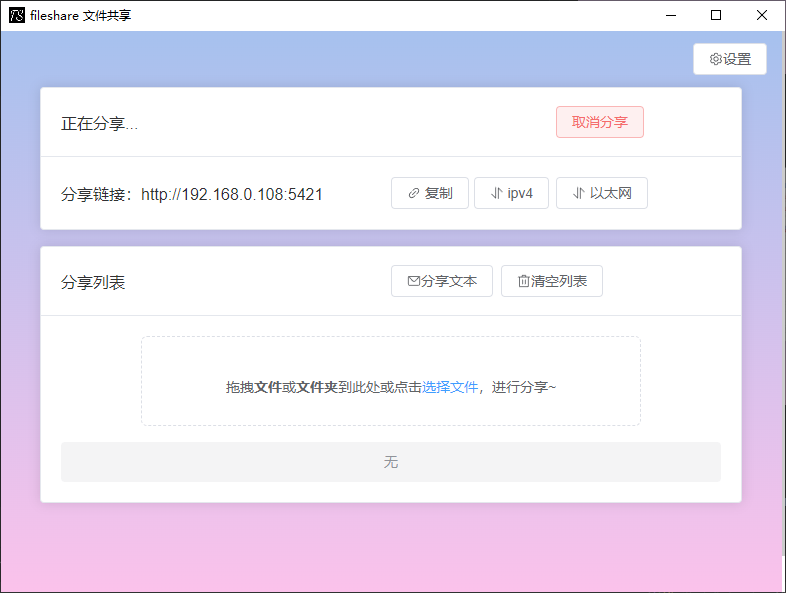 fileshare 文件共享
设置
正在分享...
取消分享
分享链接：http://192.168.0.108:5421
复制
ipv4
以太网
分享列表
分享文本
清空列表
拖拽文件或文件夹到此处或点击选择文件，进行分享~
无